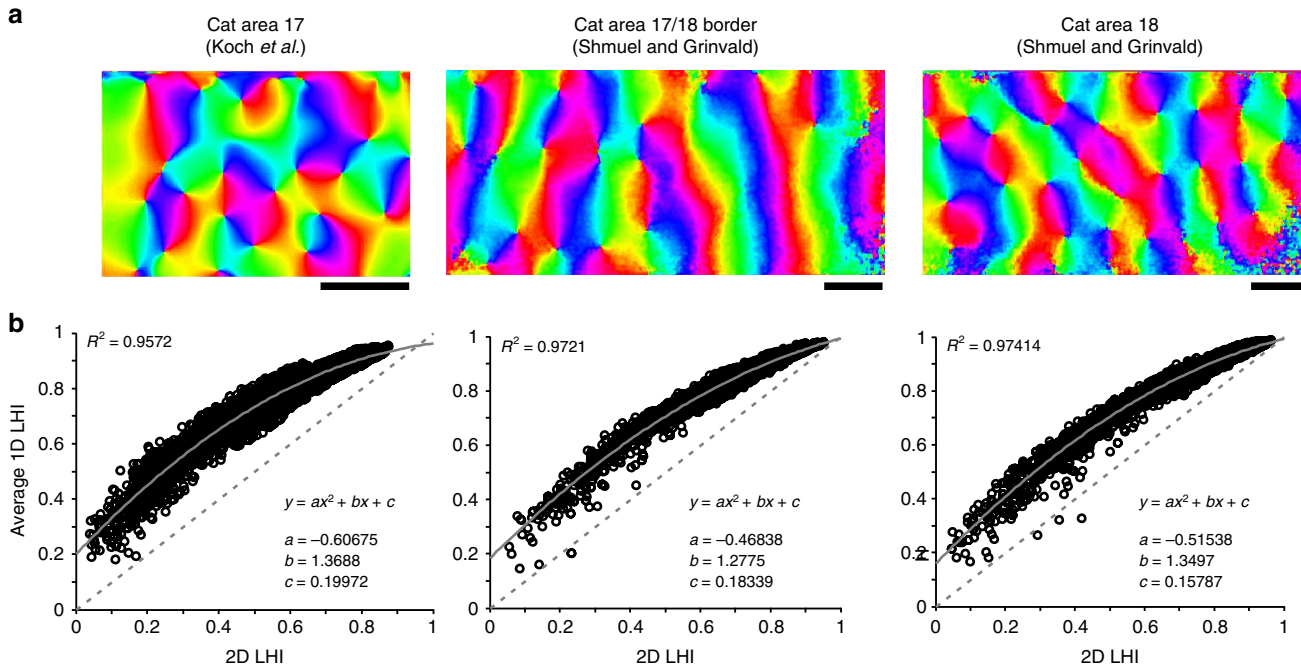 a
Cat area 17
(Koch et al.)
Cat area 17/18 border
(Shmuel and Grinvald)
Cat area 18
(Shmuel and Grinvald)
b
Average 1D LHI
1
0.8
0.6
0.4
0.2
0
R² = 0.9572
y = ax² + bx + c
a = –0.60675
b = 1.3688
c = 0.19972
0 0.2 0.4 0.6 0.8 1
2D LHI
1
0.8
0.6
0.4
0.2
0
R² = 0.9721
y = ax² + bx + c
a = –0.46838
b = 1.2775
c = 0.18339
0 0.2 0.4 0.6 0.8 1
2D LHI
1
0.8
0.6
0.4
0.2
0
R² = 0.97414
y = ax² + bx + c
a = –0.51538
b = 1.3497
c = 0.15787
0 0.2 0.4 0.6 0.8 1
2D LHI